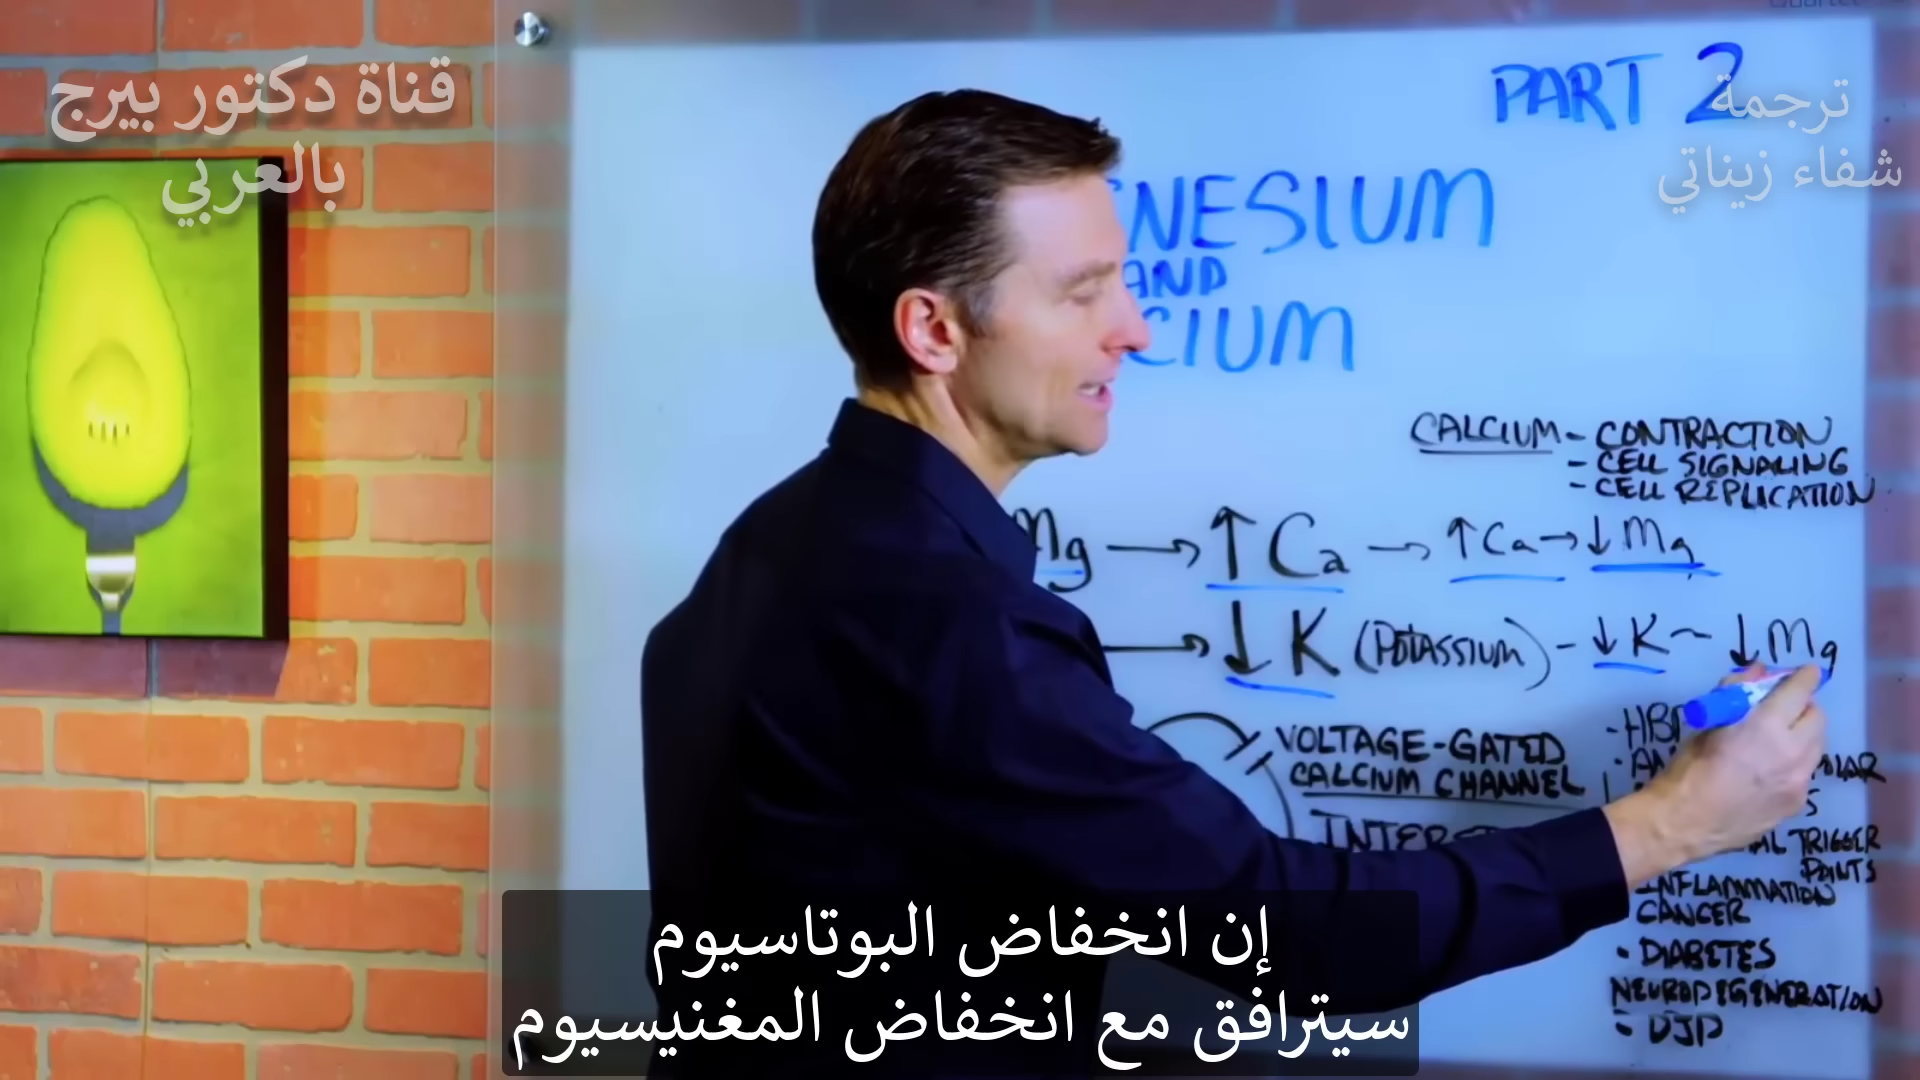 قناة دكتور بيرج
بالعربي
ترجمة
شفاء زيناتي
PART 2
NESIUM
AND
CIUM
CALCIUM - CONTRACTION
- CELL SIGNALING
- CELL REPLICATION
Mg → ↑ Ca → ↑ Ca → ↓ Mg
→ ↓ K (POTASSIUM) - ↓ K ~ ↓ Mg
VOLTAGE-GATED
CALCIUM CHANNEL
TRIGGER
POINTS
INFLAMMATION
CANCER
• DIABETES
NEURODEGENERATION
• DJD
إن انخفاض البوتاسيوم
سيترافق مع انخفاض المغنيسيوم